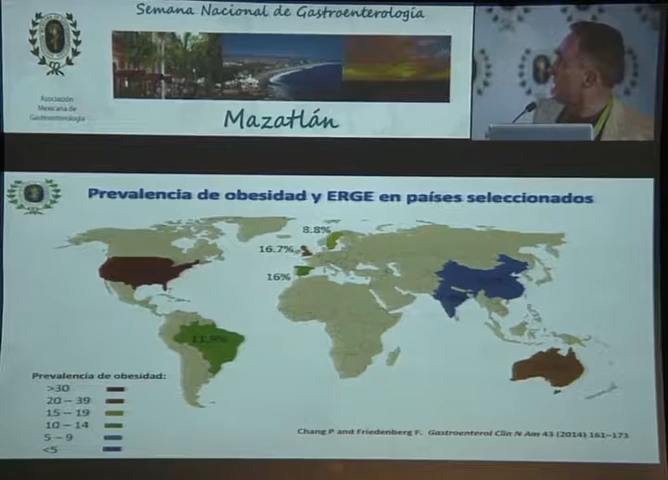 Semana Nacional de Gastroenterología
Asociación
Mexicana de
Gastroenterología
Mazatlán
Prevalencia de obesidad y ERGE en países seleccionados
8.8%
16.7%
16%
11.9%
Prevalencia de obesidad:
>30
20 – 39
15 – 19
10 – 14
5 – 9
<5
Chang P and Friedenberg F. Gastroenterol Clin N Am 43 (2014) 161–173